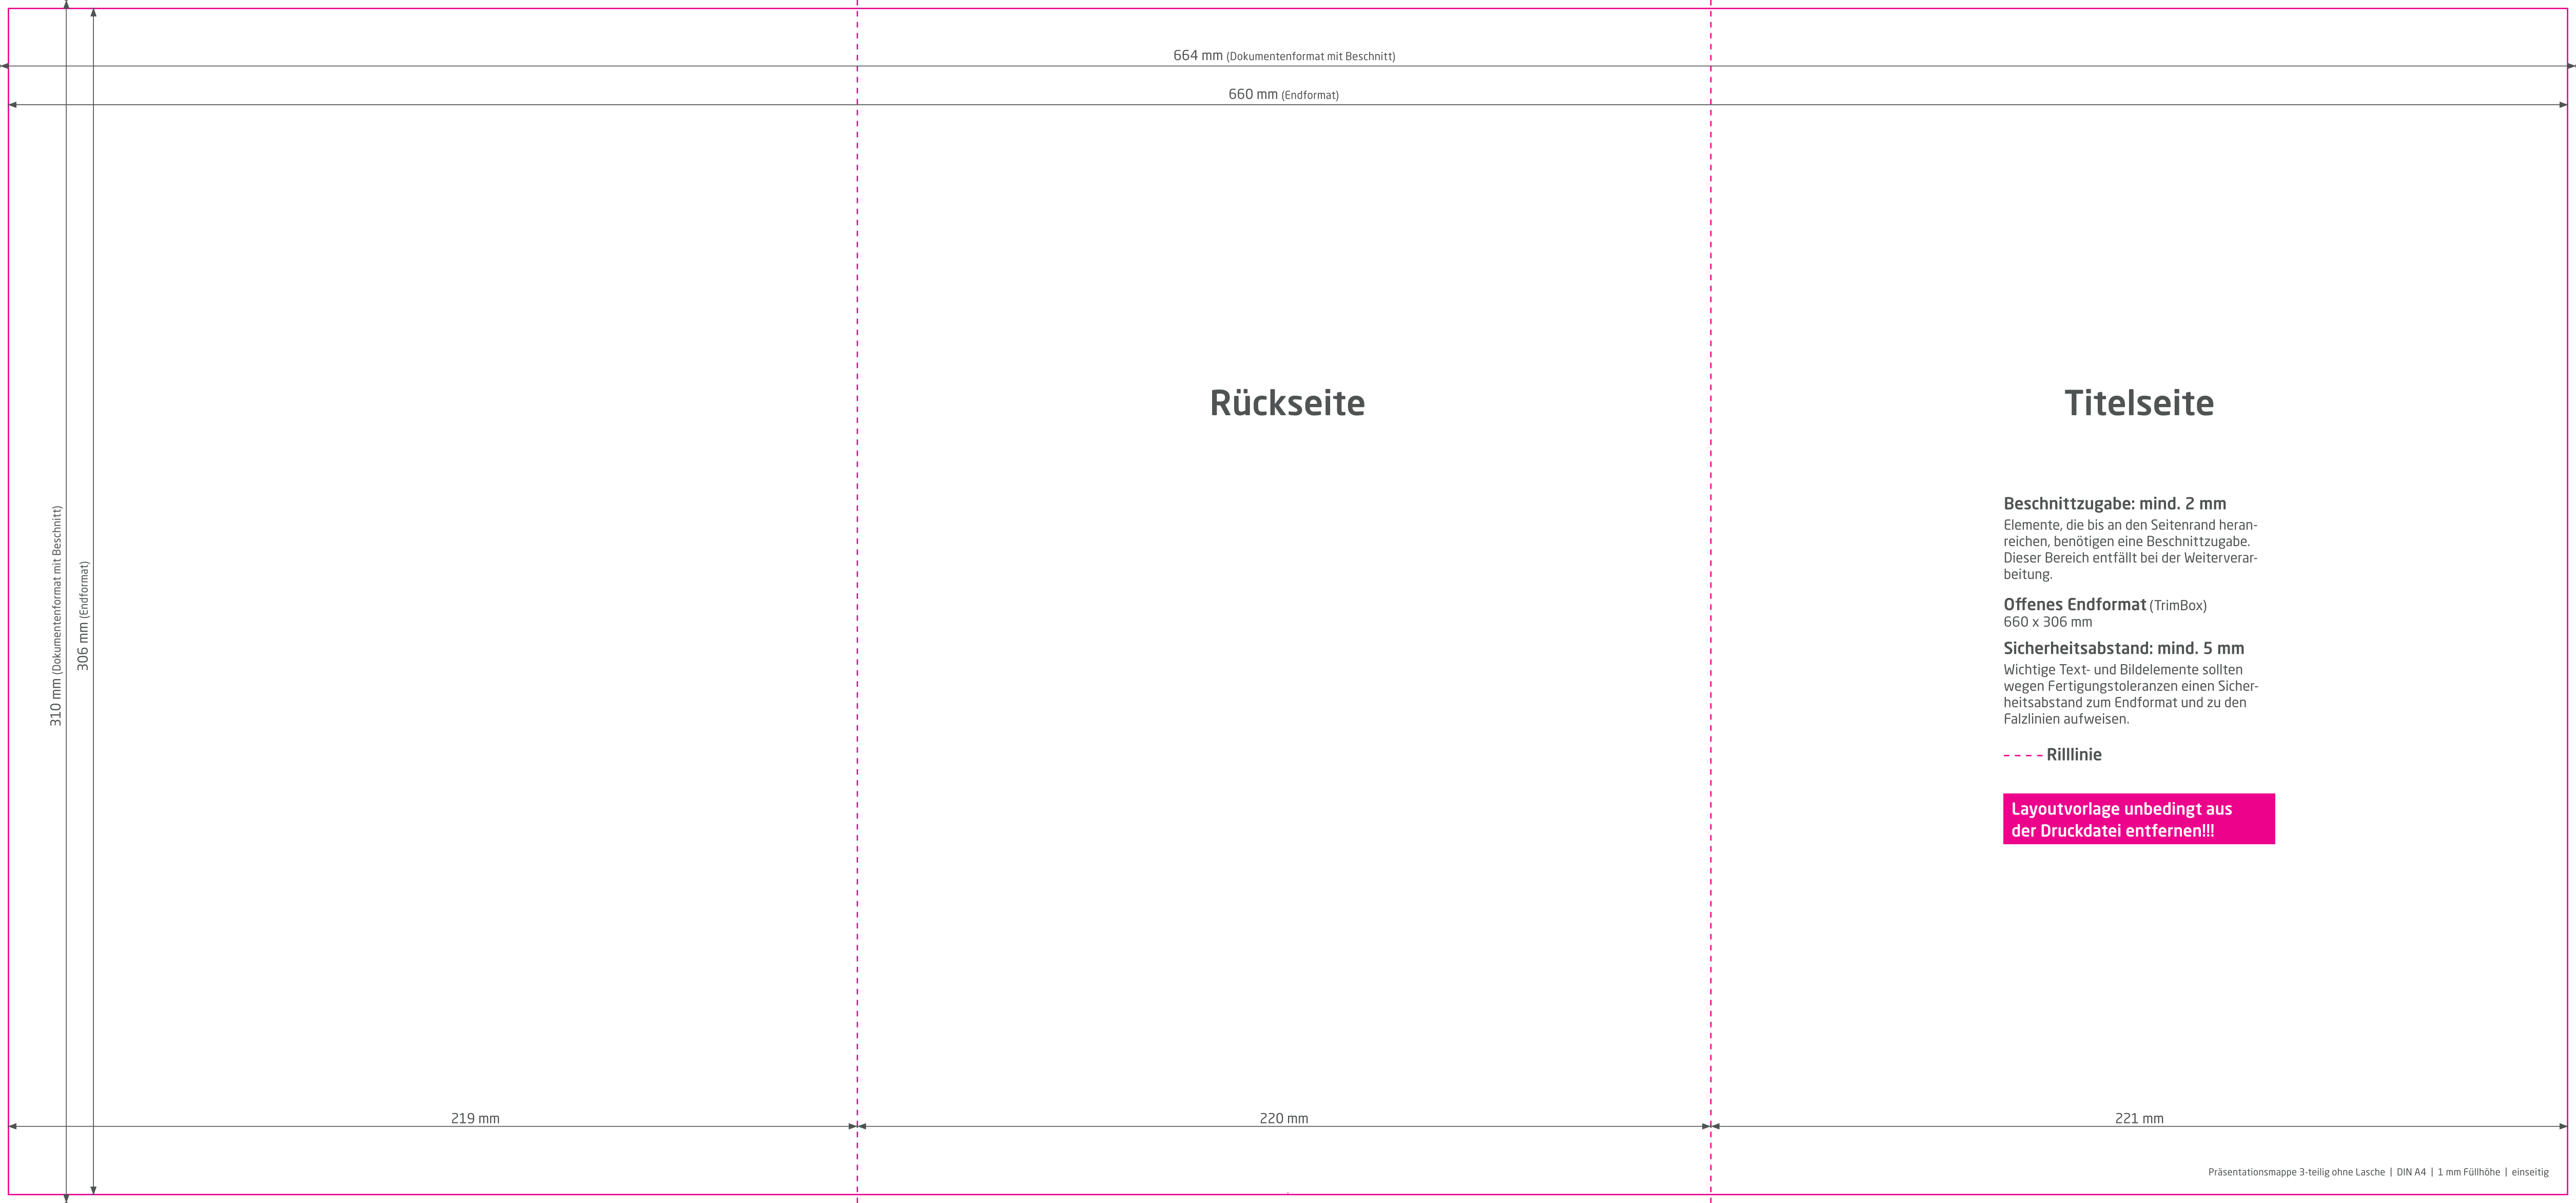 664 mm (Dokumentenformat mit Beschnitt)
660 mm (Endformat)
310 mm (Dokumentenformat mit Beschnitt)
306 mm (Endformat)
Rückseite
Titelseite
Beschnittzugabe: mind. 2 mm
Elemente, die bis an den Seitenrand heran-
reichen, benötigen eine Beschnittzugabe.
Dieser Bereich entfällt bei der Weiterverar-
beitung.
Offenes Endformat (TrimBox)
660 x 306 mm
Sicherheitsabstand: mind. 5 mm
Wichtige Text- und Bildelemente sollten
wegen Fertigungstoleranzen einen Sicher-
heitsabstand zum Endformat und zu den
Falzlinien aufweisen.
Rilllinie
Layoutvorlage unbedingt aus
der Druckdatei entfernen!!!
219 mm
220 mm
221 mm
Präsentationsmappe 3-teilig ohne Lasche | DIN A4 | 1 mm Füllhöhe | einseitig